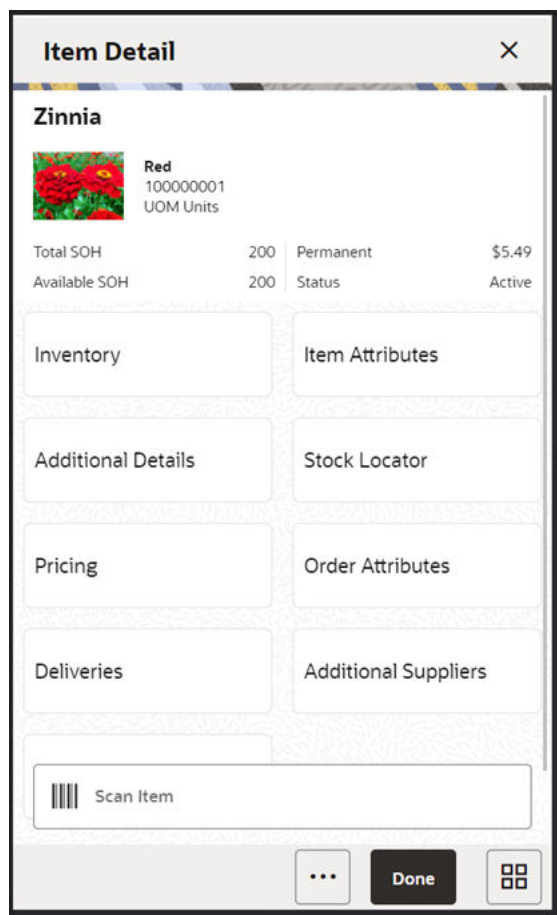 Item Detail
Zinnia
Red
100000001
UOM Units
Total SOH 200 Permanent $5.49
Available SOH 200 Status Active
Inventory Item Attributes
Additional Details Stock Locator
Pricing Order Attributes
Deliveries Additional Suppliers
Scan Item
Done